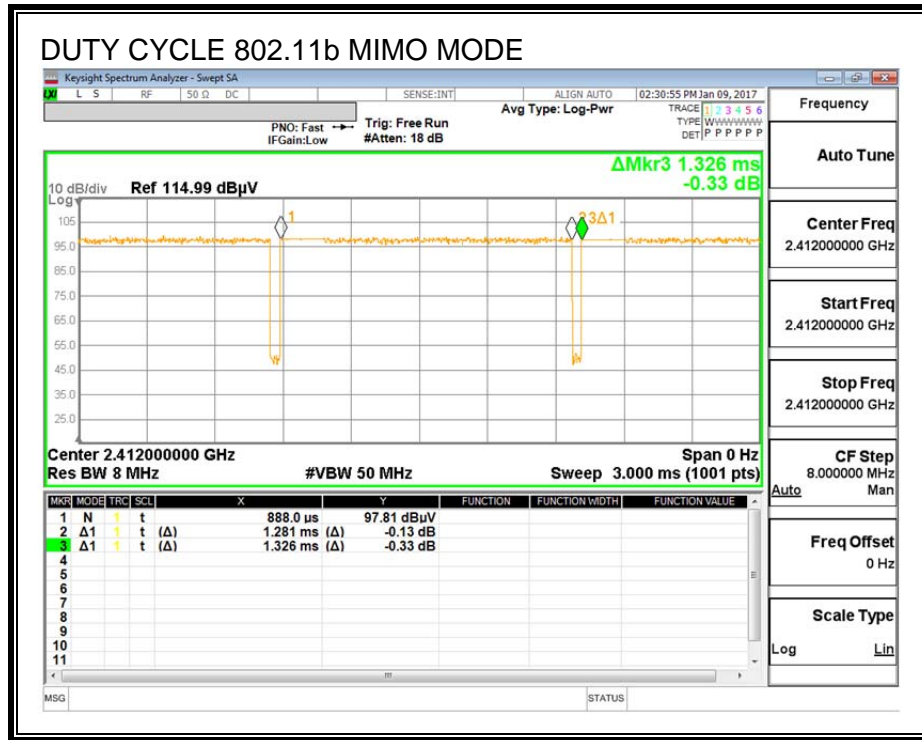 DUTY CYCLE 802.11b MIMO MODE
Keysight Spectrum Analyzer - Swept SA
LXI L S RF 50 Ω DC SENSE:INT ALIGN AUTO 02:30:55 PM Jan 09, 2017
Frequency
PNO: Fast Trig: Free Run Avg Type: Log-Pwr TRACE 1 2 3 4 5 6
IFGain:Low #Atten: 18 dB TYPE WWWWWW
DET P P P P P P
Auto Tune
ΔMkr3 1.326 ms
-0.33 dB
10 dB/div Ref 114.99 dBµV
Log
105
95.0
85.0
75.0
65.0
55.0
45.0
35.0
25.0
1
3Δ1
Center Freq
2.412000000 GHz
Start Freq
2.412000000 GHz
Stop Freq
2.412000000 GHz
Center 2.412000000 GHz Span 0 Hz
Res BW 8 MHz #VBW 50 MHz Sweep 3.000 ms (1001 pts)
CF Step
8.000000 MHz
Auto Man
MKR MODE TRC SCL X Y FUNCTION FUNCTION WIDTH FUNCTION VALUE
1 N 1 t 888.0 µs 97.81 dBµV
2 Δ1 1 t (Δ) 1.281 ms (Δ) -0.13 dB
3 Δ1 1 t (Δ) 1.326 ms (Δ) -0.33 dB
4
5
6
7
8
9
10
11
Freq Offset
0 Hz
Scale Type
Log Lin
MSG STATUS